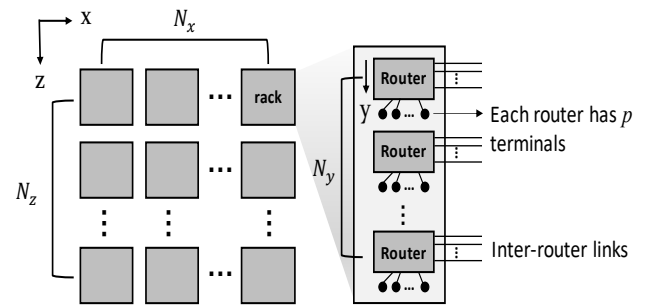 x
z
N_x
N_z
rack
...
...
...
y
N_y
Router
...
Router
...
Router
...
Each router has p
terminals
Inter-router links